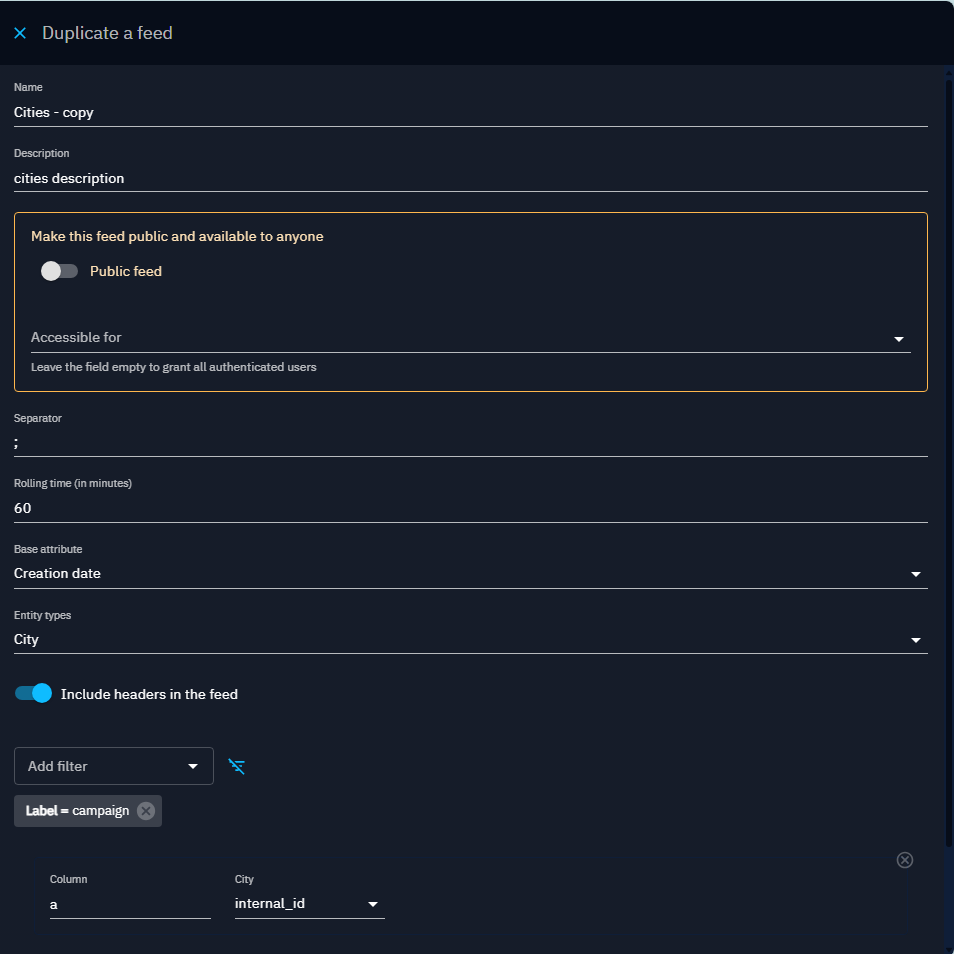 Duplicate a feed
Name
Cities - copy
Description
cities description
Make this feed public and available to anyone
Public feed
Accessible for
Leave the field empty to grant all authenticated users
Separator
;
Rolling time (in minutes)
60
Base attribute
Creation date
Entity types
City
Include headers in the feed
Add filter
Label = campaign
Column City
a internal_id